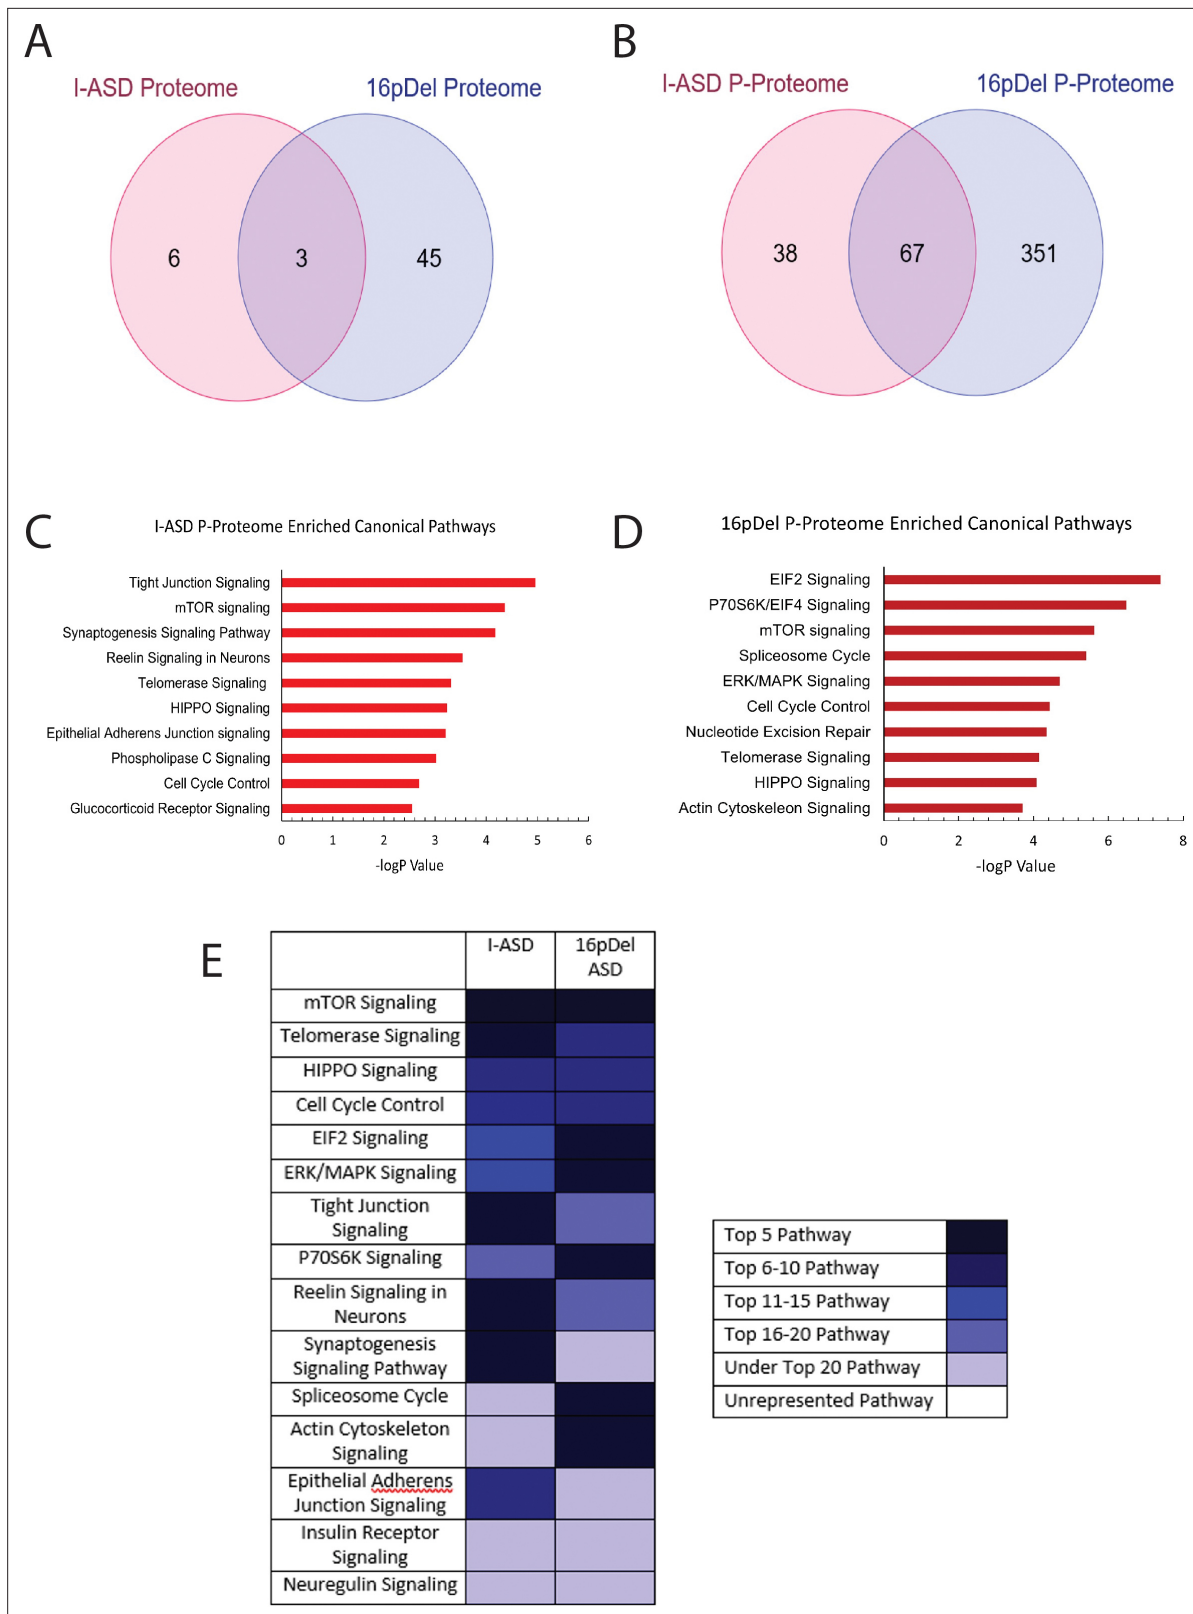 A
I-ASD Proteome
16pDel Proteome
6
3
45
B
I-ASD P-Proteome
16pDel P-Proteome
38
67
351
C
I-ASD P-Proteome Enriched Canonical Pathways
Tight Junction Signaling
mTOR signaling
Synaptogenesis Signaling Pathway
Reelin Signaling in Neurons
Telomerase Signaling
HIPPO Signaling
Epithelial Adherens Junction signaling
Phospholipase C Signaling
Cell Cycle Control
Glucocorticoid Receptor Signaling
0 1 2 3 4 5 6
-logP Value
D
16pDel P-Proteome Enriched Canonical Pathways
EIF2 Signaling
P70S6K/EIF4 Signaling
mTOR signaling
Spliceosome Cycle
ERK/MAPK Signaling
Cell Cycle Control
Nucleotide Excision Repair
Telomerase Signaling
HIPPO Signaling
Actin Cytoskeleon Signaling
0 2 4 6 8
-logP Value
E
I-ASD
16pDel
ASD
mTOR Signaling
Telomerase Signaling
HIPPO Signaling
Cell Cycle Control
EIF2 Signaling
ERK/MAPK Signaling
Tight Junction
Signaling
P70S6K Signaling
Reelin Signaling in
Neurons
Synaptogenesis
Signaling Pathway
Spliceosome Cycle
Actin Cytoskeleton
Signaling
Epithelial Adherens
Junction Signaling
Insulin Receptor
Signaling
Neuregulin Signaling
Top 5 Pathway
Top 6-10 Pathway
Top 11-15 Pathway
Top 16-20 Pathway
Under Top 20 Pathway
Unrepresented Pathway